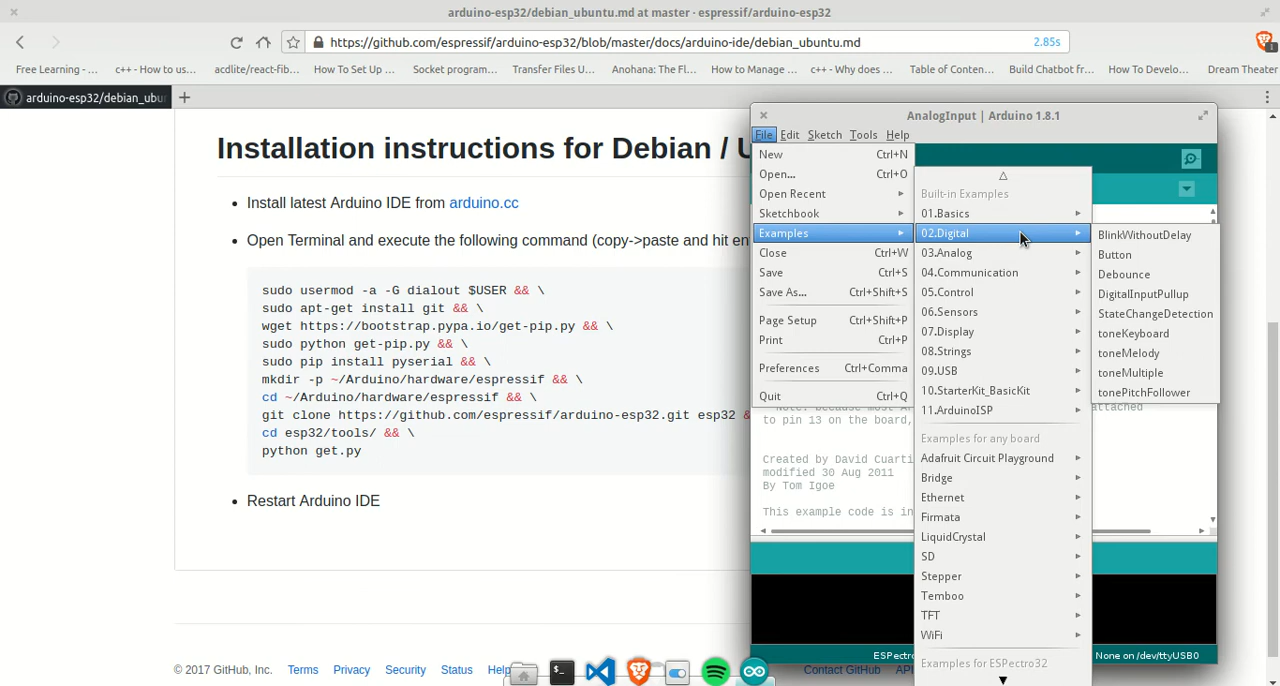 arduino-esp32/debian_ubuntu.md at master · espressif/arduino-esp32
https://github.com/espressif/arduino-esp32/blob/master/docs/arduino-ide/debian_ubuntu.md
2.85s
1
Free Learning - ...
c++ - How to us...
acdlite/react-fib...
How To Set Up ...
Socket program...
Transfer Files U...
Anohana: The Fl...
How to Manage ...
c++ - Why does ...
Table of Conten...
Build Chatbot fr...
How To Develo...
Dream Theater
arduino-esp32/debian_ubu
Installation instructions for Debian / U
• Install latest Arduino IDE from arduino.cc
• Open Terminal and execute the following command (copy->paste and hit en
sudo usermod -a -G dialout $USER && \
sudo apt-get install git && \
wget https://bootstrap.pypa.io/get-pip.py && \
sudo python get-pip.py && \
sudo pip install pyserial && \
mkdir -p ~/Arduino/hardware/espressif && \
cd ~/Arduino/hardware/espressif && \
git clone https://github.com/espressif/arduino-esp32.git esp32 &
cd esp32/tools/ && \
python get.py
• Restart Arduino IDE
© 2017 GitHub, Inc.
Terms
Privacy
Security
Status
Help
Contact GitHub
API
AnalogInput | Arduino 1.8.1
File Edit Sketch Tools Help
New Ctrl+N
Open... Ctrl+O
Open Recent
Sketchbook
Examples
Close Ctrl+W
Save Ctrl+S
Save As... Ctrl+Shift+S
Page Setup Ctrl+Shift+P
Print Ctrl+P
Preferences Ctrl+Comma
Quit Ctrl+Q
Built-in Examples
01.Basics
02.Digital
03.Analog
04.Communication
05.Control
06.Sensors
07.Display
08.Strings
09.USB
10.StarterKit_BasicKit
11.ArduinoISP
Examples for any board
Adafruit Circuit Playground
Bridge
Ethernet
Firmata
LiquidCrystal
SD
Stepper
Temboo
TFT
WiFi
Examples for ESPectro32
BlinkWithoutDelay
Button
Debounce
DigitalInputPullup
StateChangeDetection
toneKeyboard
toneMelody
toneMultiple
tonePitchFollower
Note: because most A
attached
to pin 13 on the board,
Created by David Cuarti
modified 30 Aug 2011
By Tom Igoe
This example code is in
ESPectro
None on /dev/ttyUSB0